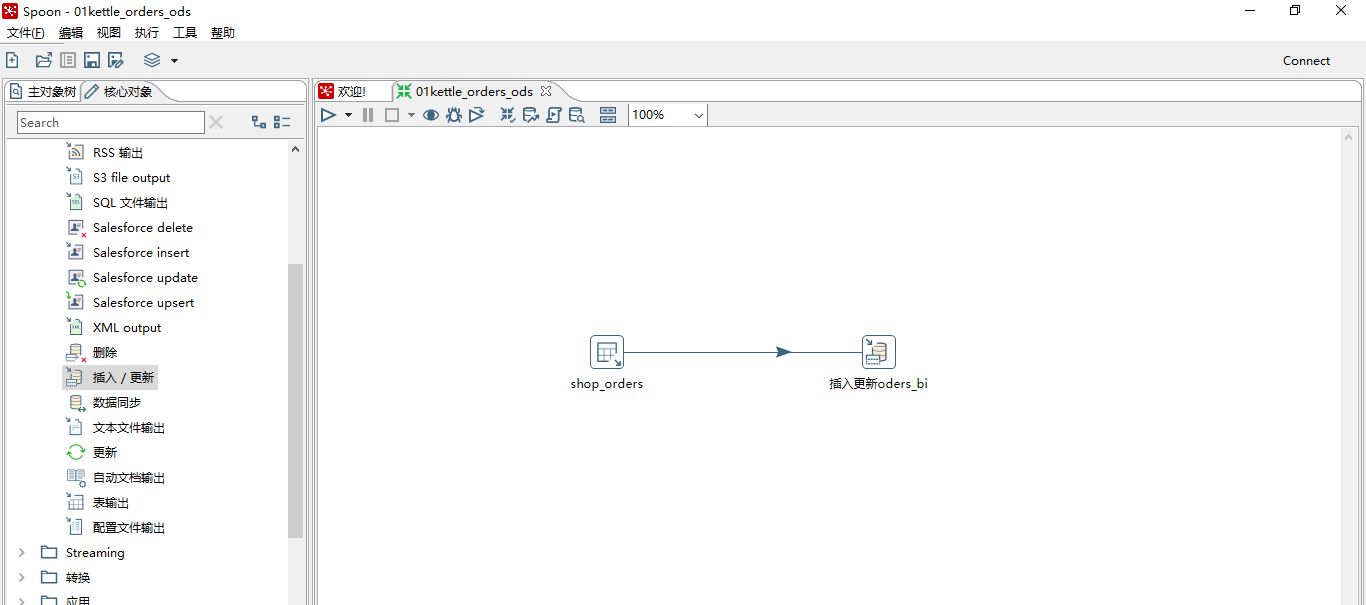 Spoon - 01kettle_orders_ods
文件(F) 编辑 视图 执行 工具 帮助
Connect
主对象树 核心对象
欢迎! 01kettle_orders_ods
Search
100%
RSS 输出
S3 file output
SQL 文件输出
Salesforce delete
Salesforce insert
Salesforce update
Salesforce upsert
XML output
删除
插入 / 更新
数据同步
文本文件输出
更新
自动文档输出
表输出
配置文件输出
Streaming
转换
应用
shop_orders
插入更新oders_bi